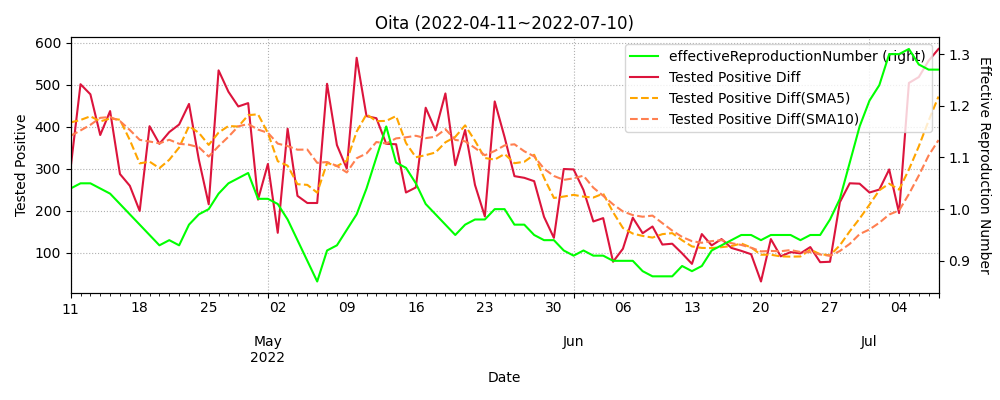 Oita (2022-04-11~2022-07-10)
effectiveReproductionNumber (right)
Tested Positive Diff
Tested Positive Diff(SMA5)
Tested Positive Diff(SMA10)
Tested Positive
600
500
400
300
200
100
1.3
1.2
1.1
1.0
0.9
Effective Reproduction Number
11 18 25 02 09 16 23 30 06 13 20 27 04
May Jun Jul
2022
Date